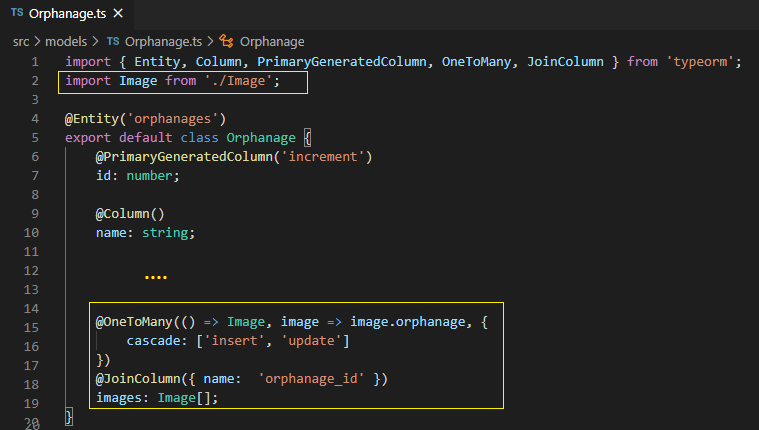 TS Orphanage.ts ×
src > models > TS Orphanage.ts > Orphanage
1 import { Entity, Column, PrimaryGeneratedColumn, OneToMany, JoinColumn } from 'typeorm';
2 import Image from './Image';
3
4 @Entity('orphanages')
5 export default class Orphanage {
6 @PrimaryGeneratedColumn('increment')
7 id: number;
8
9 @Column()
10 name: string;
11
12 ....
13
14
15 @OneToMany(() => Image, image => image.orphanage, {
16 cascade: ['insert', 'update']
17 })
18 @JoinColumn({ name: 'orphanage_id' })
19 images: Image[];
20 }
20